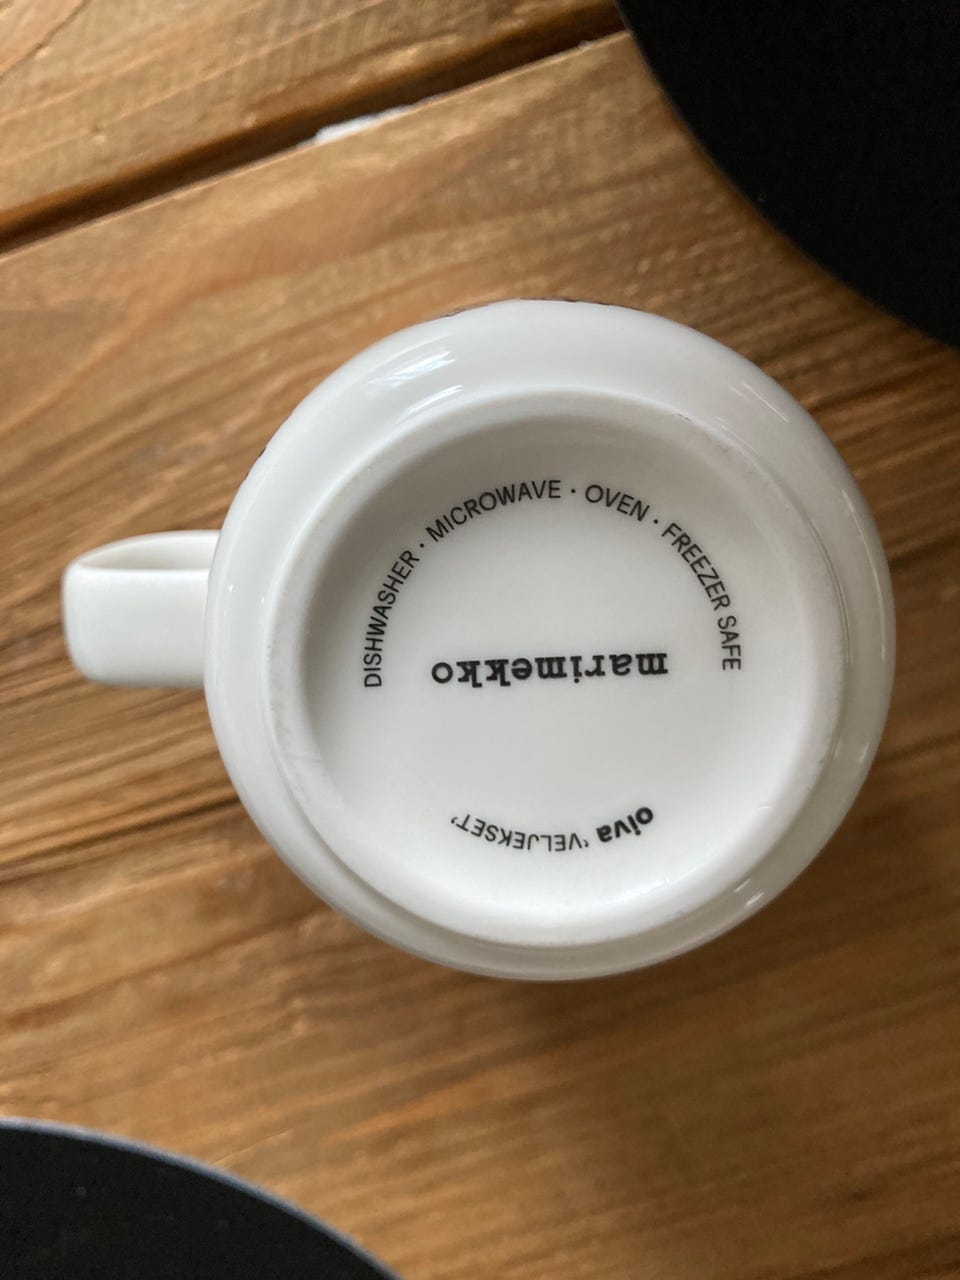 DISHWASHER · MICROWAVE · OVEN · FREEZER SAFE
marimekko
oiva 'VELJEKSET'